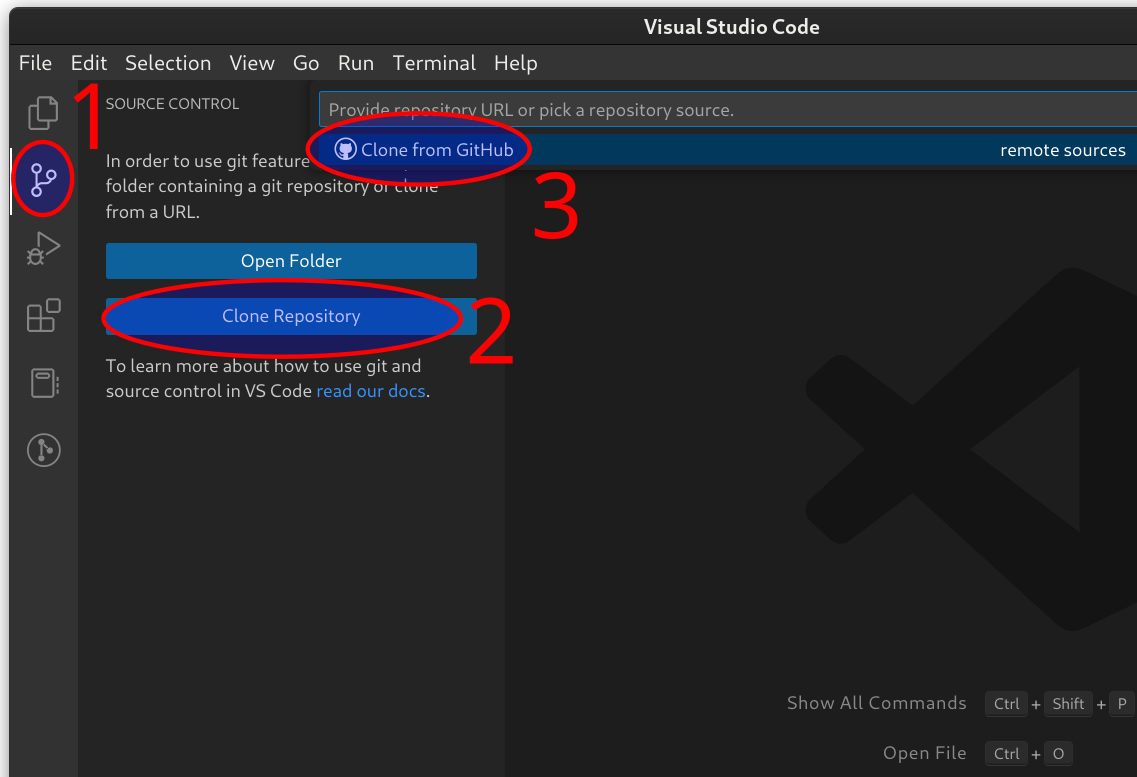 Visual Studio Code
File Edit Selection View Go Run Terminal Help
1
SOURCE CONTROL
Provide repository URL or pick a repository source.
Clone from GitHub
remote sources
3
In order to use git feature
folder containing a git repository or clone
from a URL.
Open Folder
Clone Repository
2
To learn more about how to use git and
source control in VS Code read our docs.
Show All Commands Ctrl + Shift + P
Open File Ctrl + O